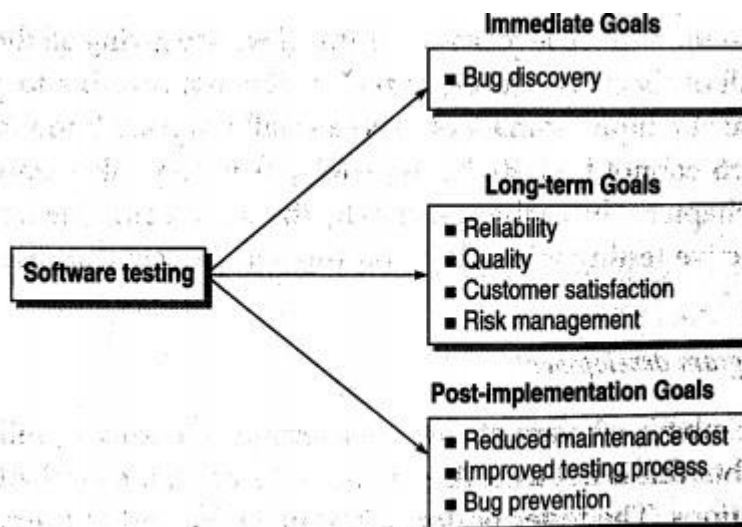 Immediate Goals
■ Bug discovery
Long-term Goals
■ Reliability
■ Quality
■ Customer satisfaction
■ Risk management
Software testing
Post-implementation Goals
■ Reduced maintenance cost
■ Improved testing process
■ Bug prevention